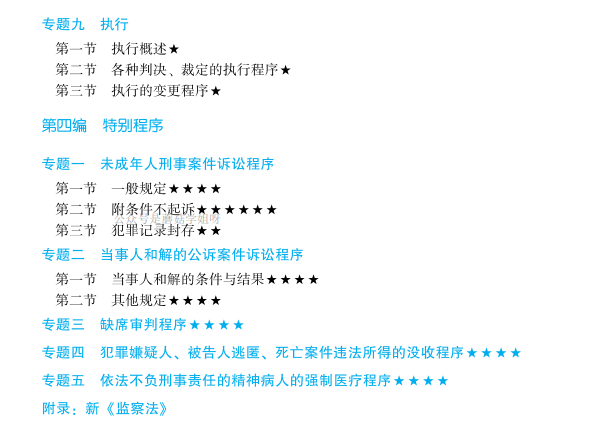 专题九 执行
第一节 执行概述★
第二节 各种判决、裁定的执行程序★
第三节 执行的变更程序★
第四编 特别程序
专题一 未成年人刑事案件诉讼程序
第一节 一般规定★★★★
第二节 附条件不起诉★★★★★★
公众号是蘑菇学姐呀
第三节 犯罪记录封存★★
专题二 当事人和解的公诉案件诉讼程序
第一节 当事人和解的条件与结果★★★★
第二节 其他规定★★★★
专题三 缺席审判程序★★★★
专题四 犯罪嫌疑人、被告人逃匿、死亡案件违法所得的没收程序★★★★
专题五 依法不负刑事责任的精神病人的强制医疗程序★★★★
附录：新《监察法》